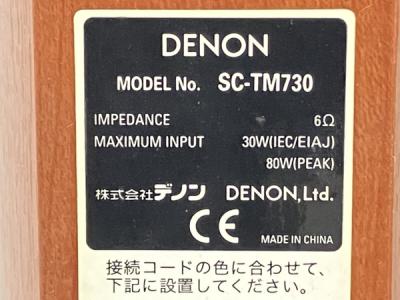 DENON
MODEL No. SC-TM730
IMPEDANCE 6Ω
MAXIMUM INPUT 30W(IEC/EIAJ)
80W(PEAK)
株式会社デノン DENON,Ltd.
CE MADE IN CHINA
接続コードの色に合わせて、
下記に設置してください。